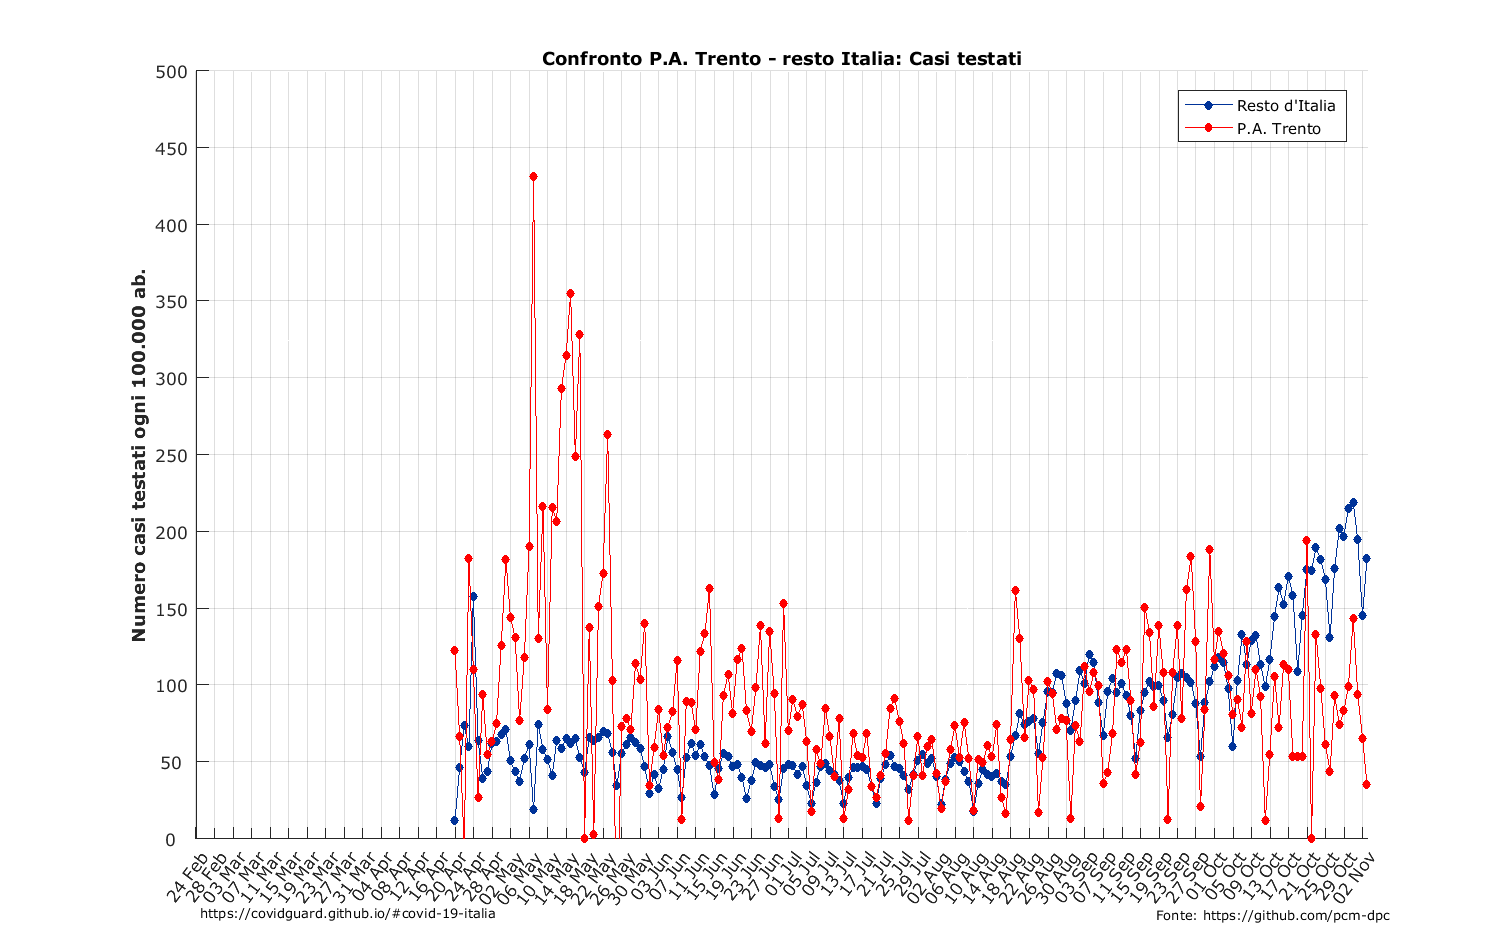 Confronto P.A. Trento - resto Italia: Casi testati
Resto d'Italia
P.A. Trento
Numero casi testati ogni 100.000 ab.
500
450
400
350
300
250
200
150
100
50
0
24 Feb
28 Feb
03 Mar
07 Mar
11 Mar
15 Mar
19 Mar
23 Mar
27 Mar
31 Mar
04 Apr
08 Apr
12 Apr
16 Apr
20 Apr
24 Apr
28 Apr
02 May
06 May
10 May
14 May
18 May
22 May
26 May
30 May
03 Jun
07 Jun
11 Jun
15 Jun
19 Jun
23 Jun
27 Jun
01 Jul
05 Jul
09 Jul
13 Jul
17 Jul
21 Jul
25 Jul
29 Jul
02 Aug
06 Aug
10 Aug
14 Aug
18 Aug
22 Aug
26 Aug
30 Aug
03 Sep
07 Sep
11 Sep
15 Sep
19 Sep
23 Sep
27 Sep
01 Oct
05 Oct
09 Oct
13 Oct
17 Oct
21 Oct
25 Oct
29 Oct
02 Nov
https://covidguard.github.io/#covid-19-italia
Fonte: https://github.com/pcm-dpc